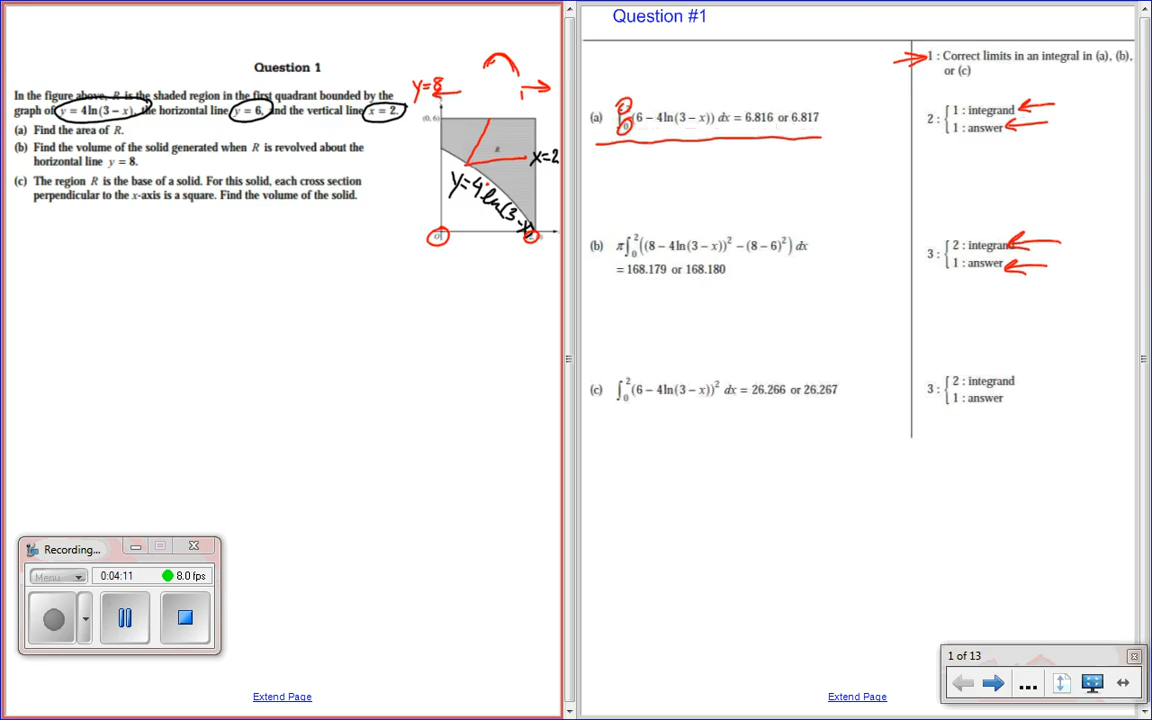 Question 1
In the figure above, R is the shaded region in the first quadrant bounded by the
graph of y = 4ln(3 − x), the horizontal line y = 6, and the vertical line x = 2.
(a) Find the area of R.
(b) Find the volume of the solid generated when R is revolved about the
horizontal line y = 8.
(c) The region R is the base of a solid. For this solid, each cross section
perpendicular to the x-axis is a square. Find the volume of the solid.
y=8
(0, 6)
R
x=2
y=4ln(3-x)
O
Recording...
Menu
0:04:11
8.0 fps
Extend Page
Question #1
1 : Correct limits in an integral in (a), (b),
or (c)
(a) ∫₀² (6 − 4ln(3 − x)) dx = 6.816 or 6.817
2 : { 1 : integrand
1 : answer
(b) π∫₀² ((8 − 4ln(3 − x))² − (8 − 6)²) dx
= 168.179 or 168.180
3 : { 2 : integrand
1 : answer
(c) ∫₀² (6 − 4ln(3 − x))² dx = 26.266 or 26.267
3 : { 2 : integrand
1 : answer
1 of 13
Extend Page